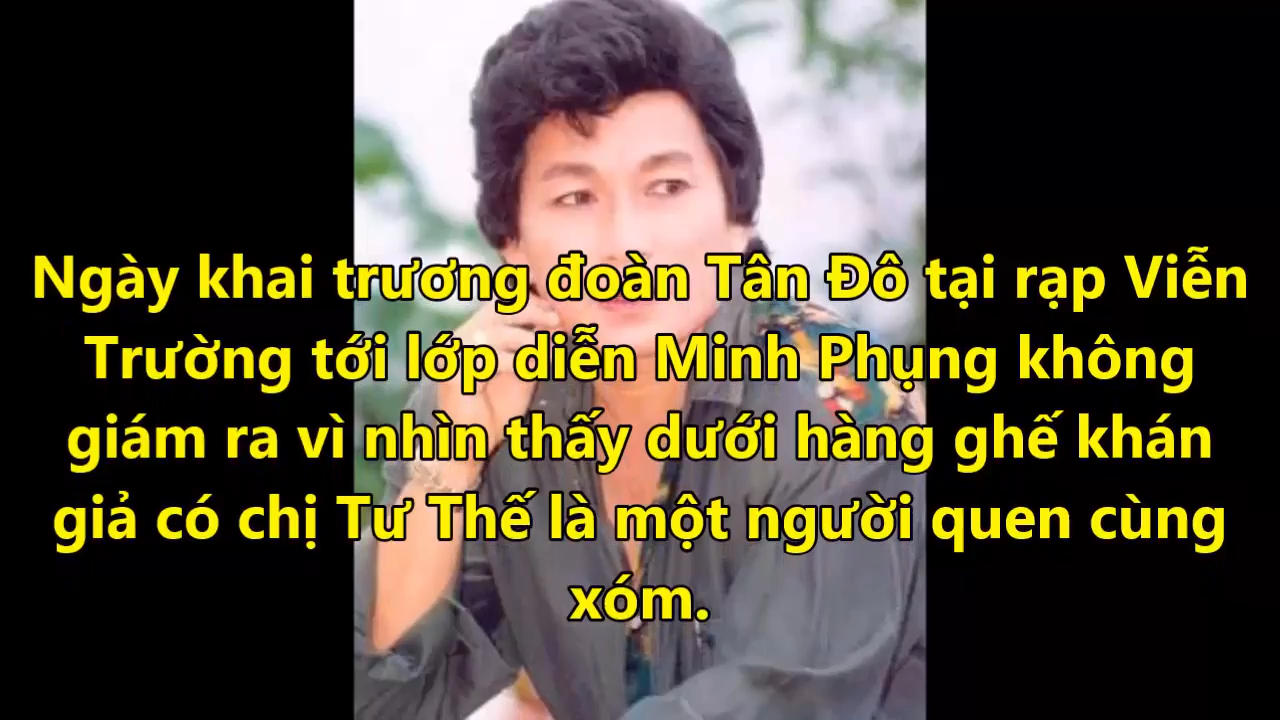 Ngày khai trương đoàn Tân Đô tại rạp Viễn
Trường tới lớp diễn Minh Phụng không
giám ra vì nhìn thấy dưới hàng ghế khán
giả có chị Tư Thế là một người quen cùng
xóm.